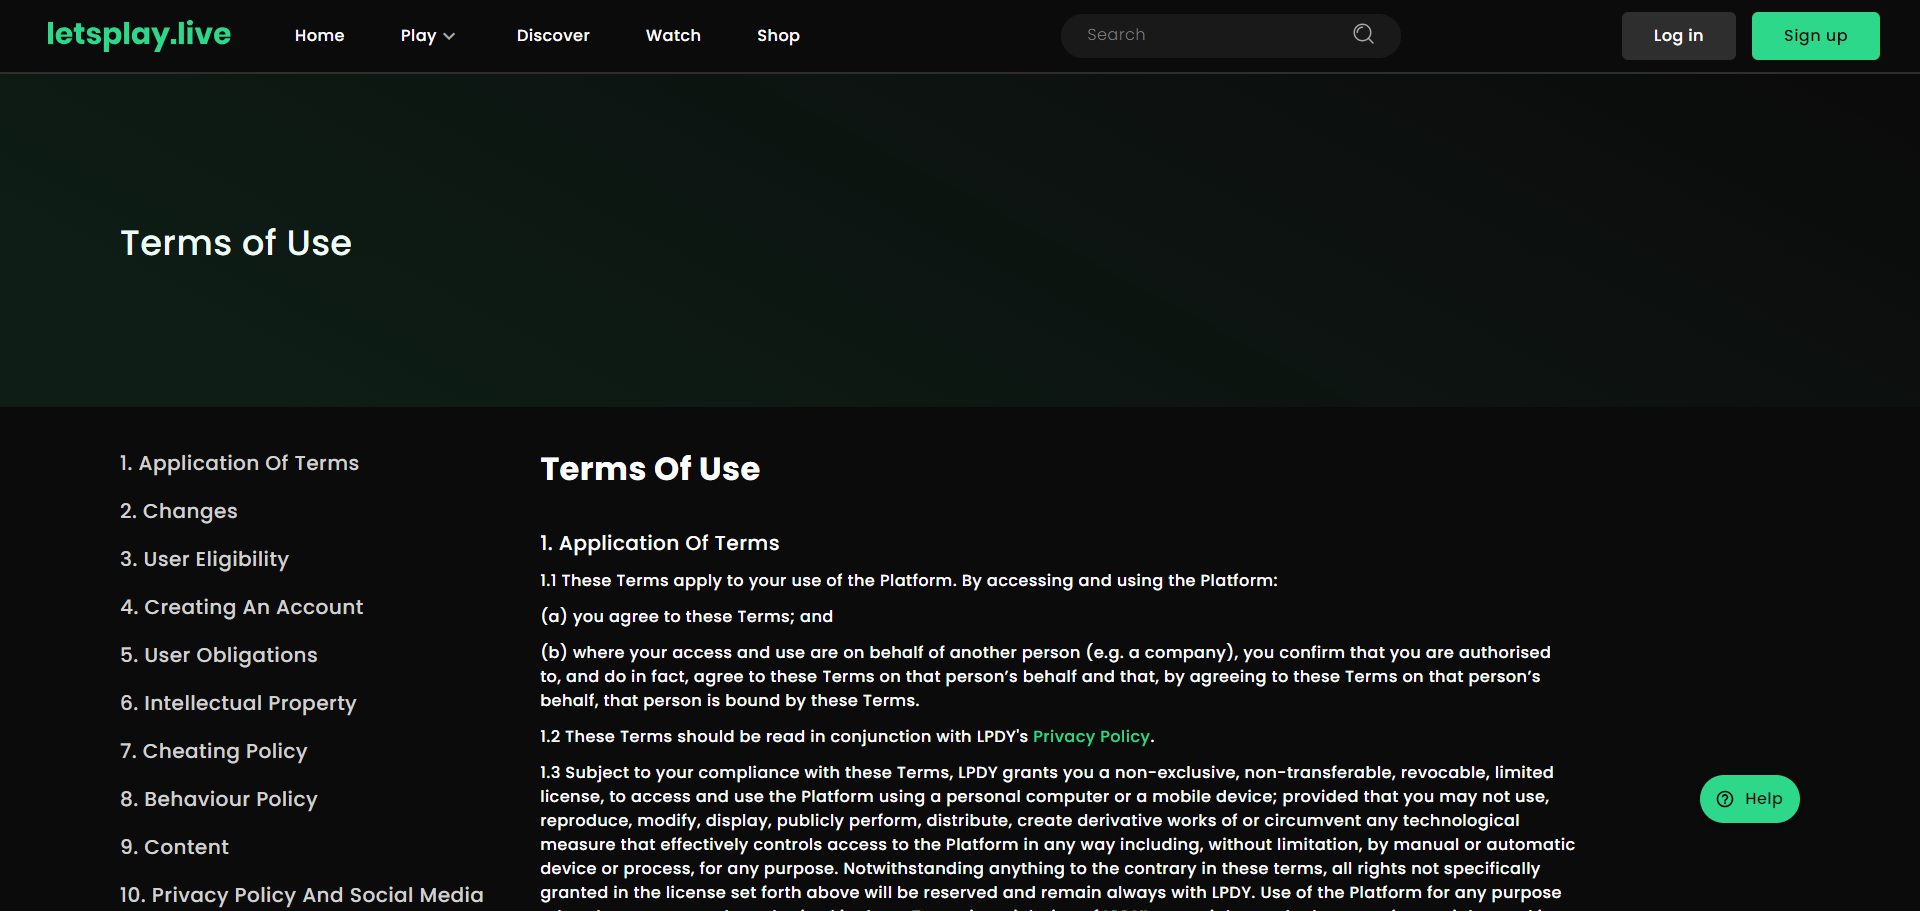 letsplay.live
Home
Play
Discover
Watch
Shop
Search
Log in
Sign up
Terms of Use
1. Application Of Terms
2. Changes
3. User Eligibility
4. Creating An Account
5. User Obligations
6. Intellectual Property
7. Cheating Policy
8. Behaviour Policy
9. Content
10. Privacy Policy And Social Media
Terms Of Use
1. Application Of Terms
1.1 These Terms apply to your use of the Platform. By accessing and using the Platform:
(a) you agree to these Terms; and
(b) where your access and use are on behalf of another person (e.g. a company), you confirm that you are authorised
to, and do in fact, agree to these Terms on that person’s behalf and that, by agreeing to these Terms on that person’s
behalf, that person is bound by these Terms.
1.2 These Terms should be read in conjunction with LPDY's Privacy Policy.
1.3 Subject to your compliance with these Terms, LPDY grants you a non-exclusive, non-transferable, revocable, limited
license, to access and use the Platform using a personal computer or a mobile device; provided that you may not use,
reproduce, modify, display, publicly perform, distribute, create derivative works of or circumvent any technological
measure that effectively controls access to the Platform in any way including, without limitation, by manual or automatic
device or process, for any purpose. Notwithstanding anything to the contrary in these terms, all rights not specifically
granted in the license set forth above will be reserved and remain always with LPDY. Use of the Platform for any purpose
Help